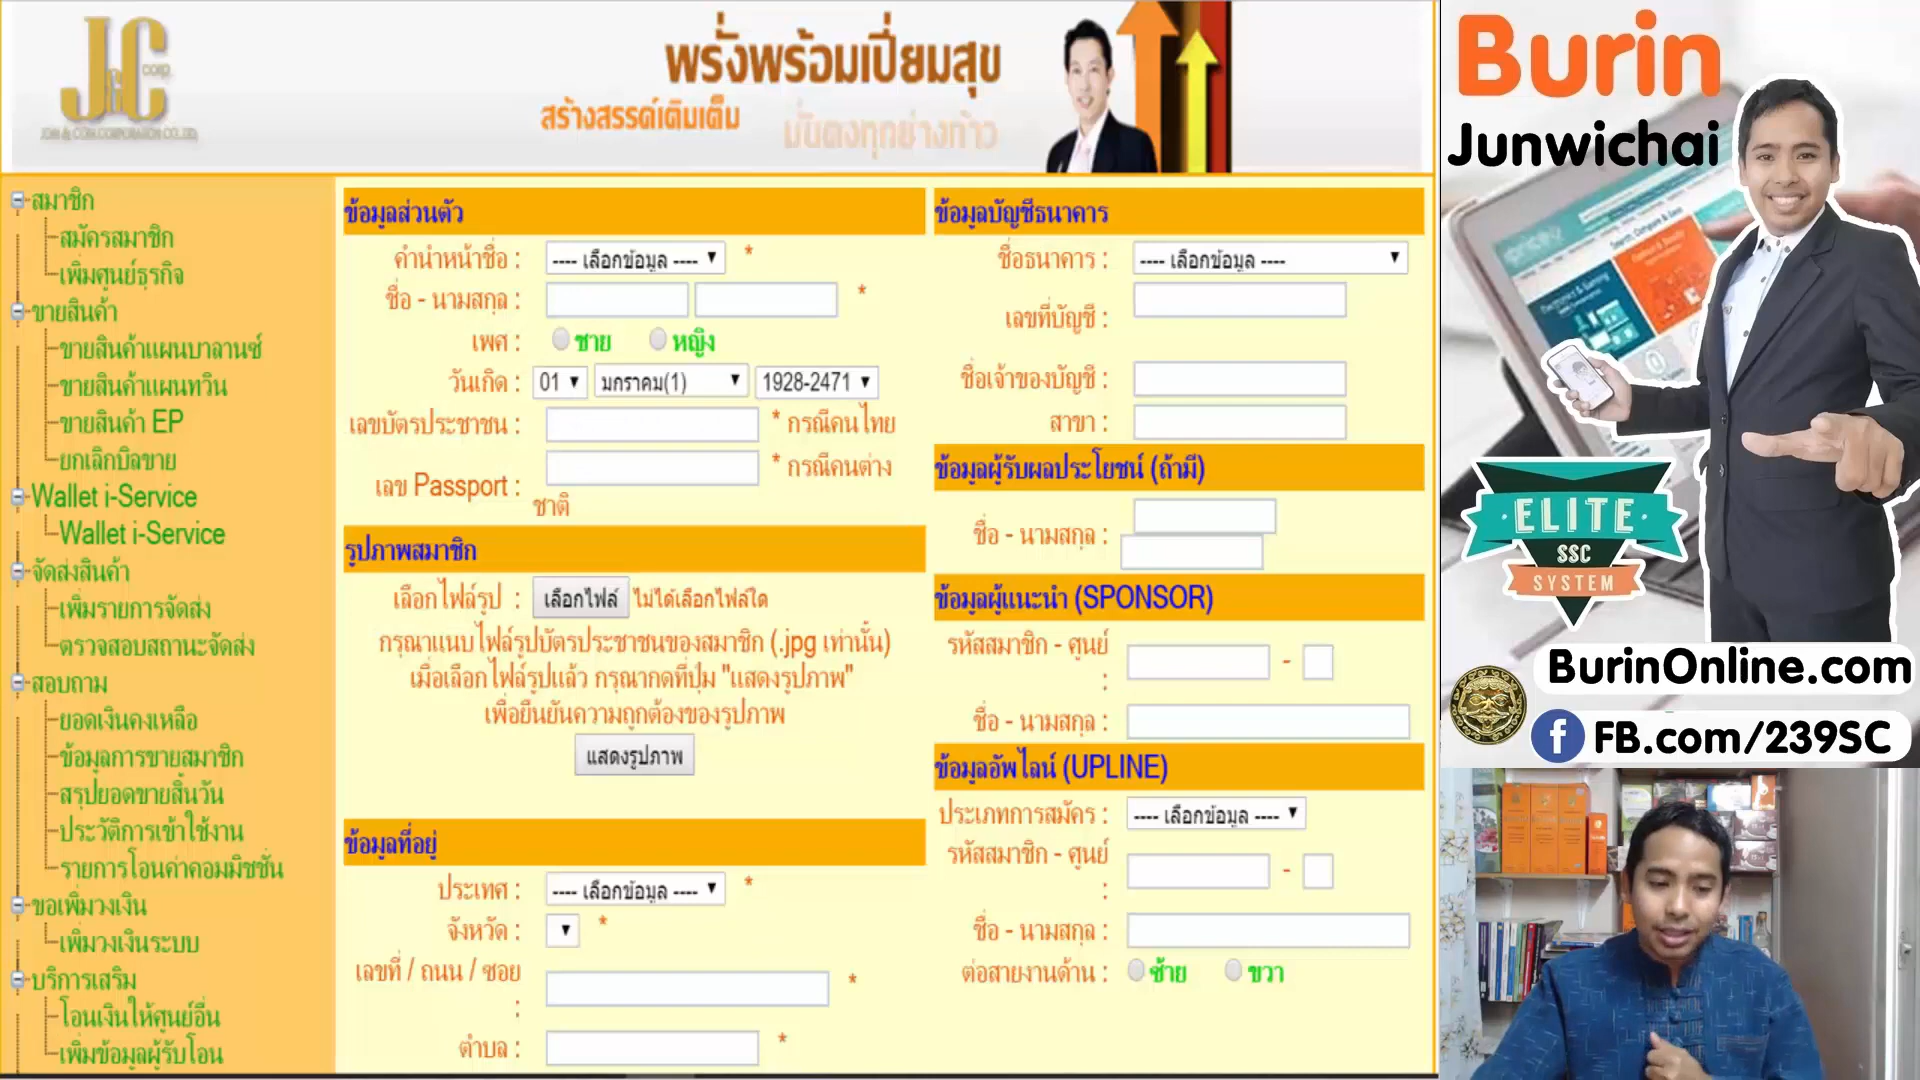 J&C CORP.
JOIN & COIN CORPORATION CO.,LTD.
พรั่งพร้อมเปี่ยมสุข
สร้างสรรค์เติมเต็ม
มั่นคงทุกย่างก้าว
สมาชิก
สมัครสมาชิก
เพิ่มศูนย์ธุรกิจ
ขายสินค้า
ขายสินค้าแผนบาลานซ์
ขายสินค้าแผนทวิน
ขายสินค้า EP
ยกเลิกบิลขาย
Wallet i-Service
Wallet i-Service
จัดส่งสินค้า
เพิ่มรายการจัดส่ง
ตรวจสอบสถานะจัดส่ง
สอบถาม
ยอดเงินคงเหลือ
ข้อมูลการขายสมาชิก
สรุปยอดขายสิ้นวัน
ประวัติการเข้าใช้งาน
รายการโอนค่าคอมมิชชั่น
ขอเพิ่มวงเงิน
เพิ่มวงเงินระบบ
บริการเสริม
โอนเงินให้ศูนย์อื่น
เพิ่มข้อมูลผู้รับโอน
ข้อมูลส่วนตัว
คำนำหน้าชื่อ : ---- เลือกข้อมูล ---- *
ชื่อ - นามสกุล : *
เพศ : ชาย หญิง
วันเกิด : 01 มกราคม(1) 1928-2471
เลขบัตรประชาชน : * กรณีคนไทย
เลข Passport : * กรณีคนต่าง
ชาติ
รูปภาพสมาชิก
เลือกไฟล์รูป : เลือกไฟล์ ไม่ได้เลือกไฟล์ใด
กรุณาแนบไฟล์รูปบัตรประชาชนของสมาชิก (.jpg เท่านั้น)
เมื่อเลือกไฟล์รูปแล้ว กรุณากดที่ปุ่ม "แสดงรูปภาพ"
เพื่อยืนยันความถูกต้องของรูปภาพ
แสดงรูปภาพ
ข้อมูลที่อยู่
ประเทศ : ---- เลือกข้อมูล ---- *
จังหวัด : *
เลขที่ / ถนน / ซอย
: *
ตำบล : *
ข้อมูลบัญชีธนาคาร
ชื่อธนาคาร : ---- เลือกข้อมูล ----
เลขที่บัญชี :
ชื่อเจ้าของบัญชี :
สาขา :
ข้อมูลผู้รับผลประโยชน์ (ถ้ามี)
ชื่อ - นามสกุล :
ข้อมูลผู้แนะนำ (SPONSOR)
รหัสสมาชิก - ศูนย์
: -
ชื่อ - นามสกุล :
ข้อมูลอัพไลน์ (UPLINE)
ประเภทการสมัคร : ---- เลือกข้อมูล ----
รหัสสมาชิก - ศูนย์
: -
ชื่อ - นามสกุล :
ต่อสายงานด้าน : ซ้าย ขวา
Burin
Junwichai
ELITE
SSC
SYSTEM
BurinOnline.com
f FB.com/239SC